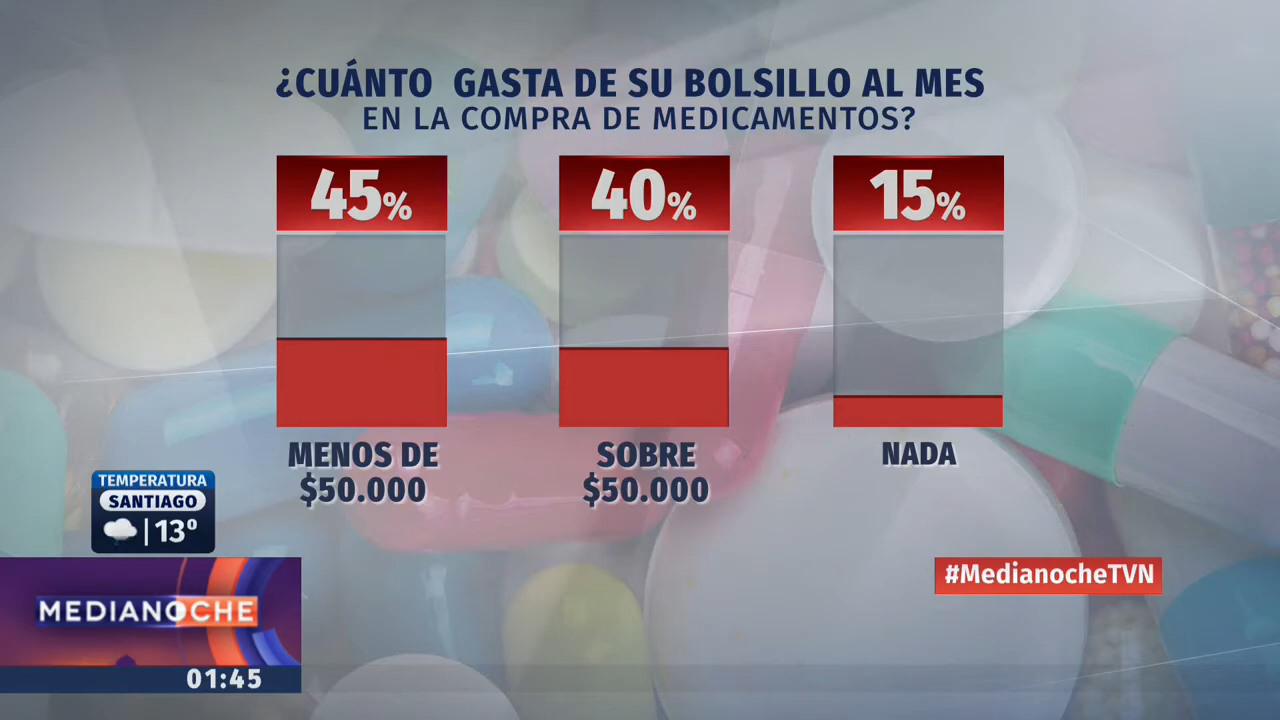 ¿CUÁNTO GASTA DE SU BOLSILLO AL MES
EN LA COMPRA DE MEDICAMENTOS?
45%
40%
15%
MENOS DE
$50.000
SOBRE
$50.000
NADA
TEMPERATURA
SANTIAGO
13º
MEDIANOCHE
01:45
#MedianocheTVN